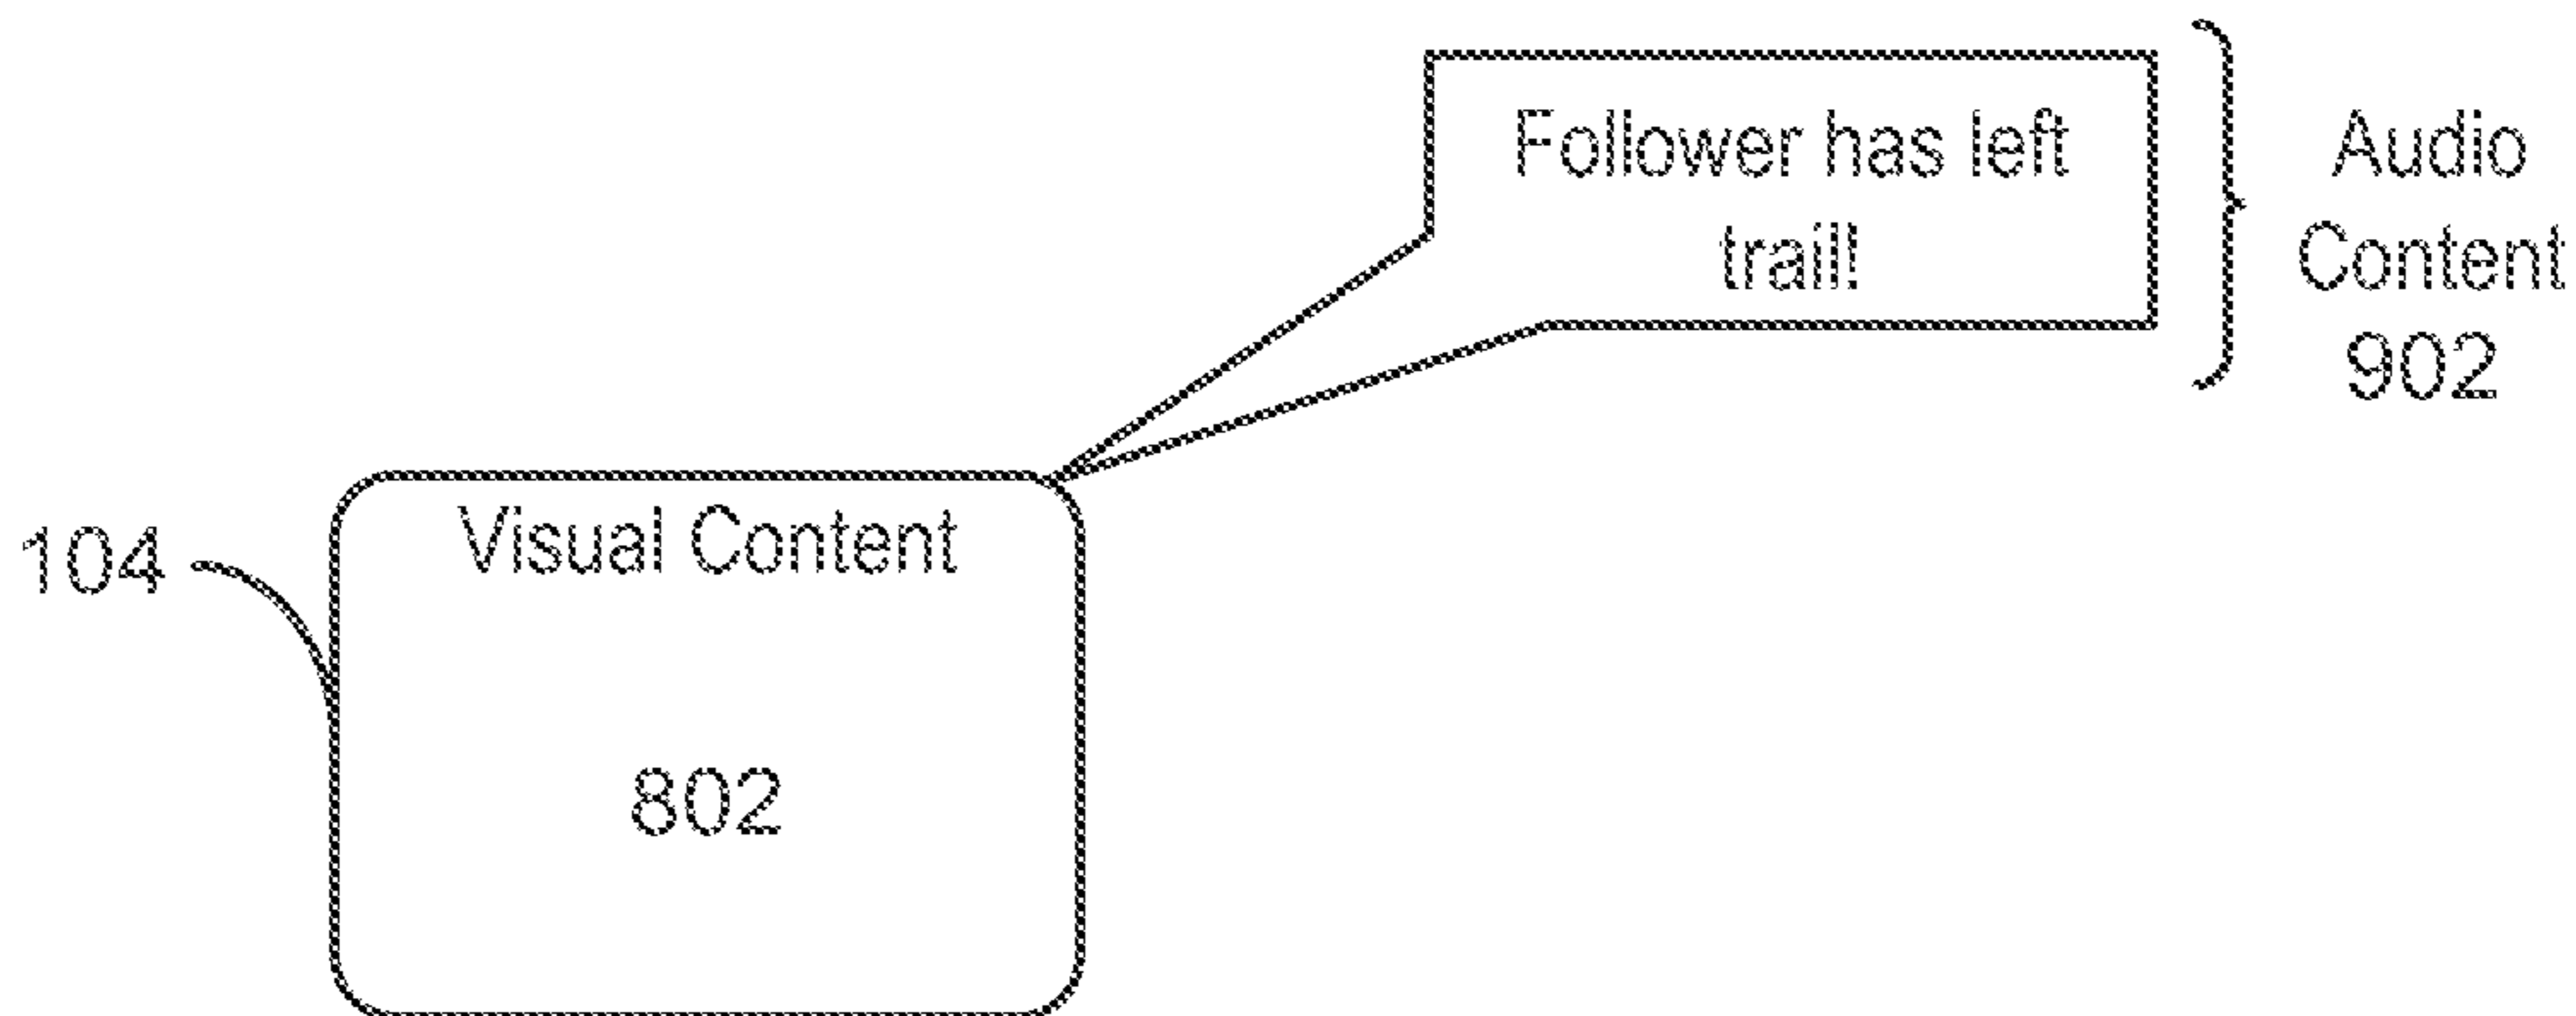 Follower has left
trail!
Audio
Content
902
104
Visual Content
802